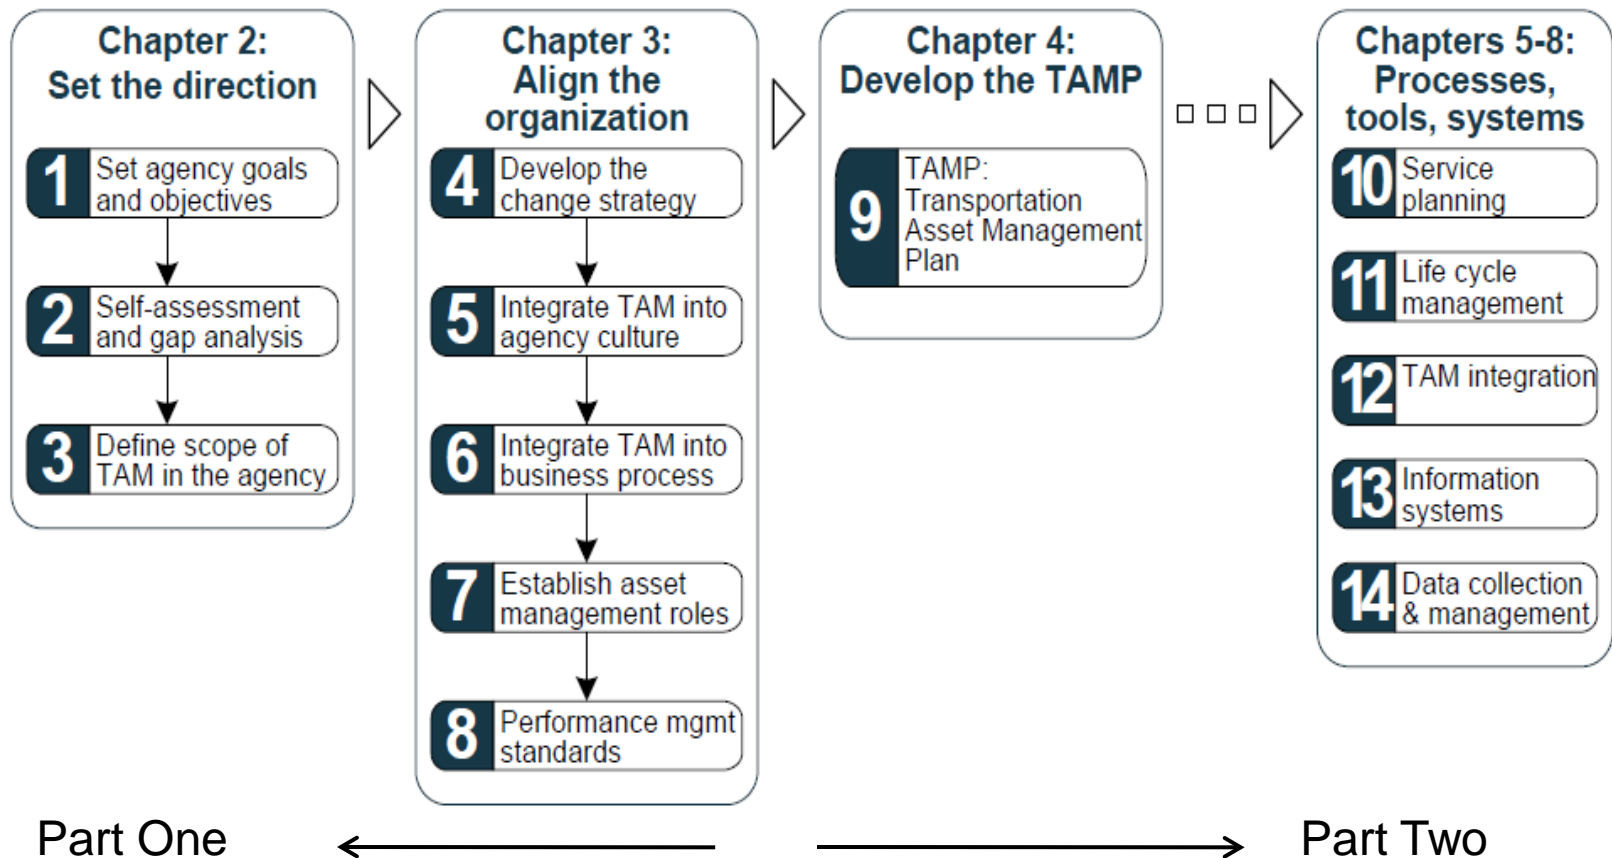 Chapter 2:
Set the direction
1
Set agency goals
and objectives
2
Self-assessment
and gap analysis
3
Define scope of
TAM in the agency
Chapter 3:
Align the
organization
4
Develop the
change strategy
5
Integrate TAM into
agency culture
6
Integrate TAM into
business process
7
Establish asset
management roles
8
Performance mgmt
standards
Chapter 4:
Develop the TAMP
9
TAMP:
Transportation
Asset Management
Plan
Chapters 5-8:
Processes,
tools, systems
10
Service
planning
11
Life cycle
management
12
TAM integration
13
Information
systems
14
Data collection
& management
Part One
Part Two